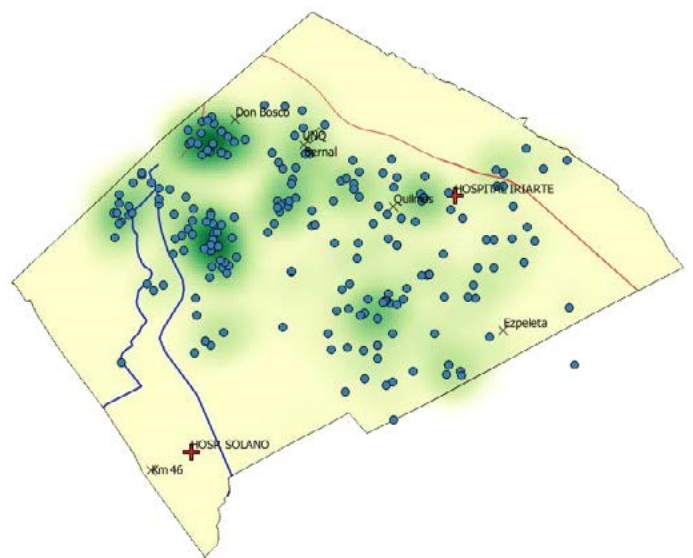 Don Bosco
UNQ
Bernal
HOSPITAL IRIARTE
Quilmes
Ezpeleta
HOSP. SOLANO
Km 46